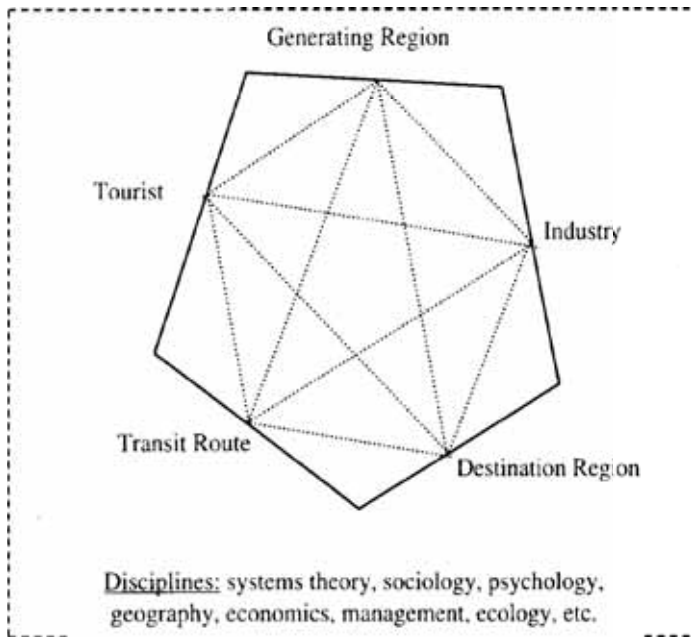 Generating Region
Tourist
Industry
Transit Route
Destination Region
Disciplines: systems theory, sociology, psychology,
geography, economics, management, ecology, etc.